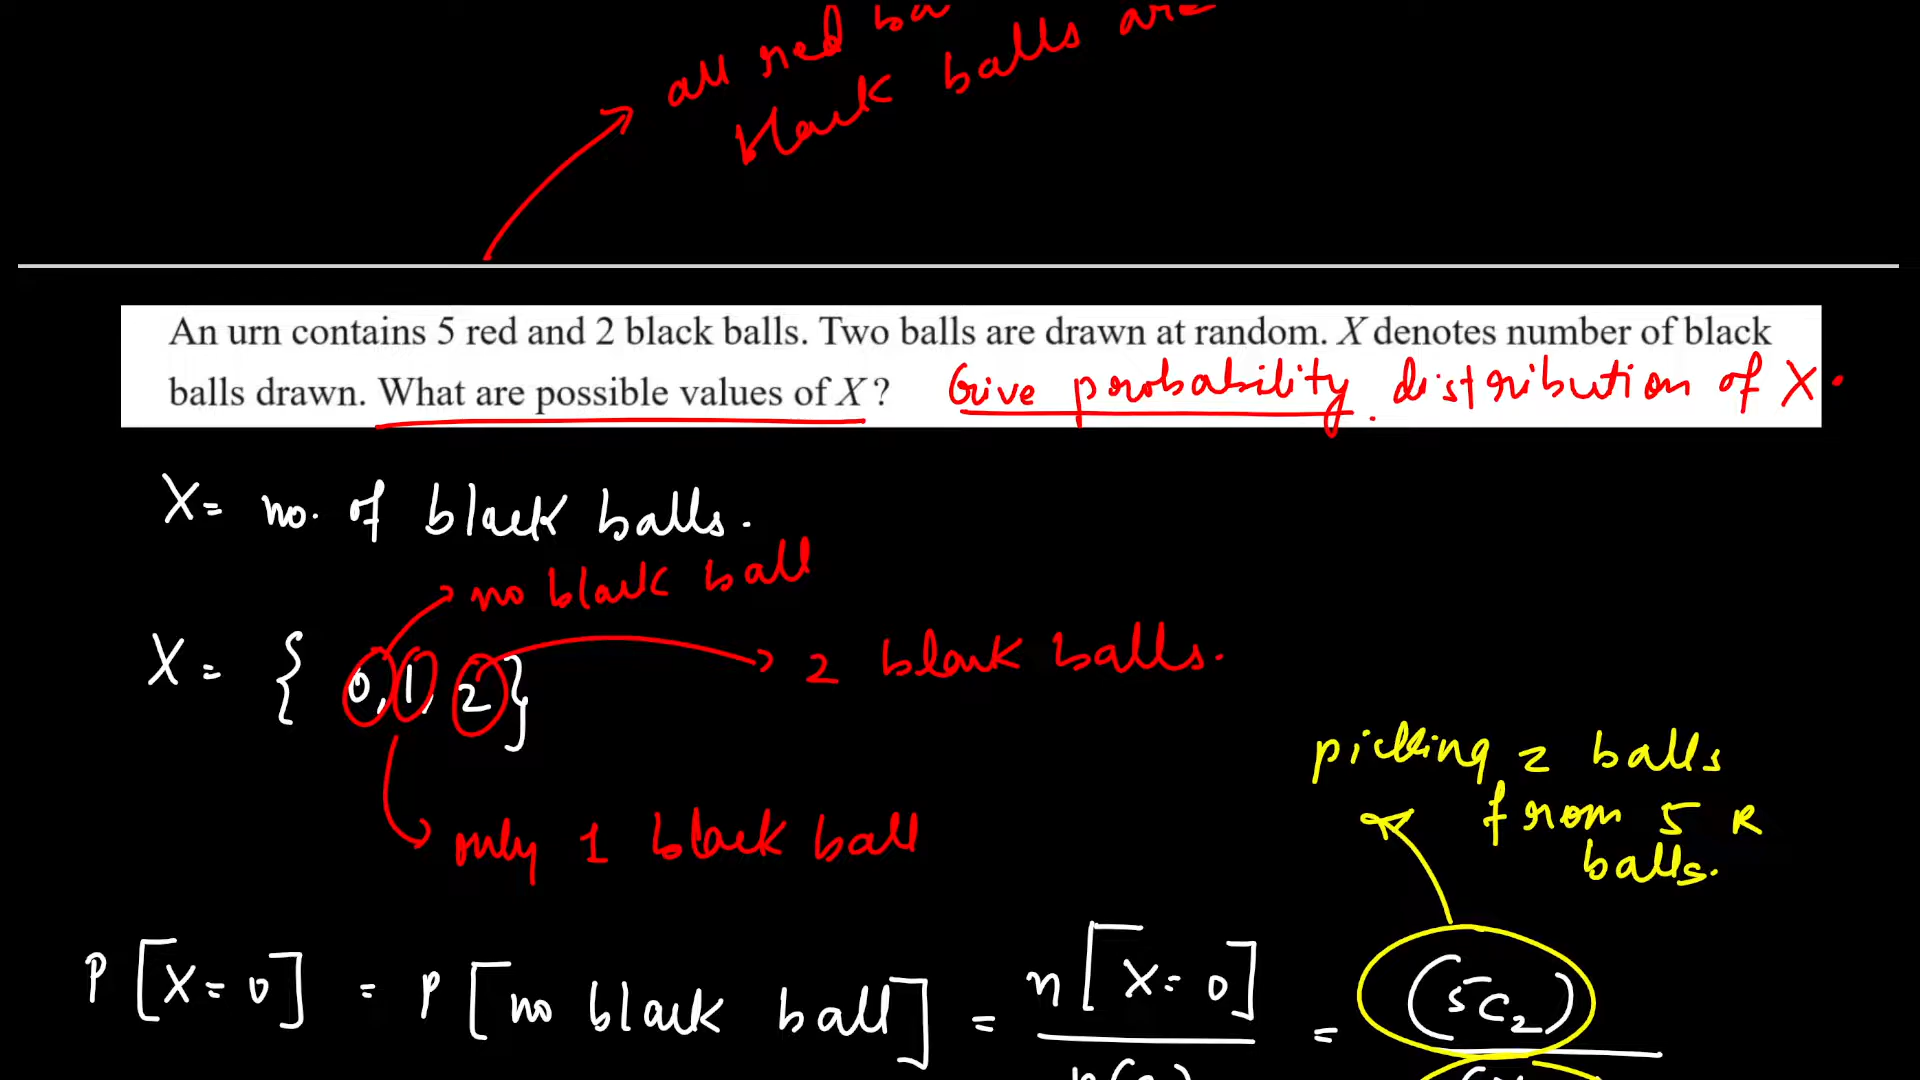 all red ba
black balls are
An urn contains 5 red and 2 black balls. Two balls are drawn at random. X denotes number of black
balls drawn. What are possible values of X? Give probability distribution of X.
X = no. of black balls.
no black ball
X = { 0, 1, 2 }
2 black balls.
only 1 black ball
picking 2 balls
from 5 R
balls.
P [X = 0] = P [no black ball] = n [X = 0] = (5C₂)